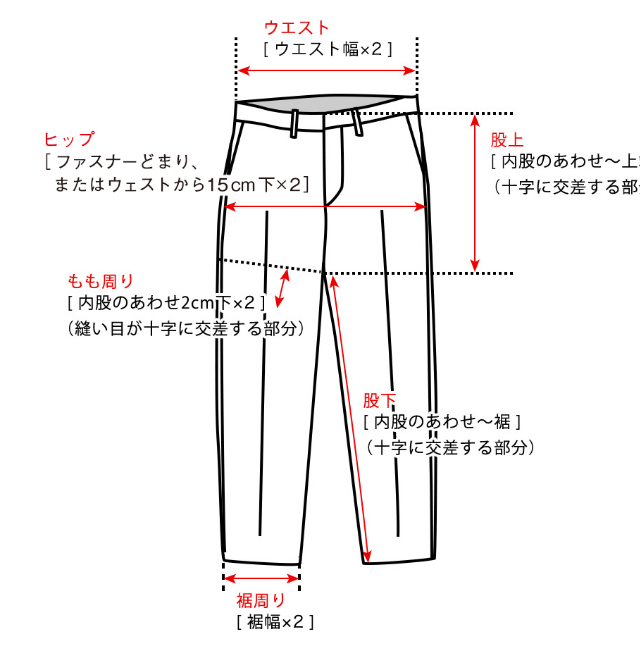 ウエスト
[ ウエスト幅×2 ]
ヒップ
[ ファスナーどまり、
またはウェストから15cm下×2 ]
股上
[ 内股のあわせ〜上
（十字に交差する部分
もも周り
[ 内股のあわせ2cm下×2 ]
（縫い目が十字に交差する部分）
股下
[ 内股のあわせ〜裾 ]
（十字に交差する部分）
裾周り
[ 裾幅×2 ]